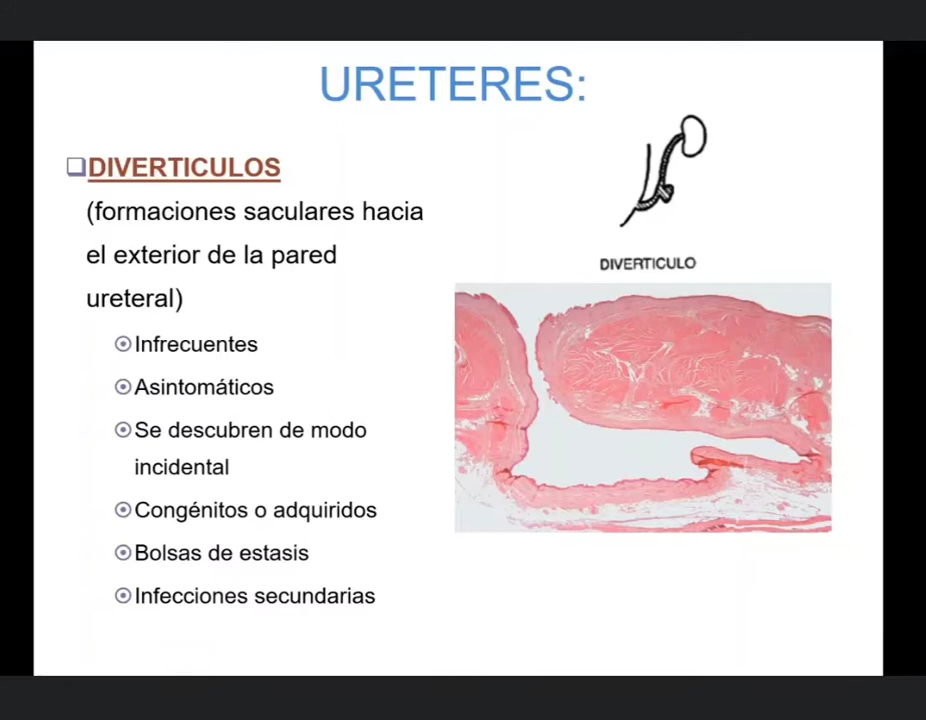 URETERES:
DIVERTICULOS
(formaciones saculares hacia
el exterior de la pared
ureteral)
Infrecuentes
Asintomáticos
Se descubren de modo
incidental
Congénitos o adquiridos
Bolsas de estasis
Infecciones secundarias
DIVERTICULO